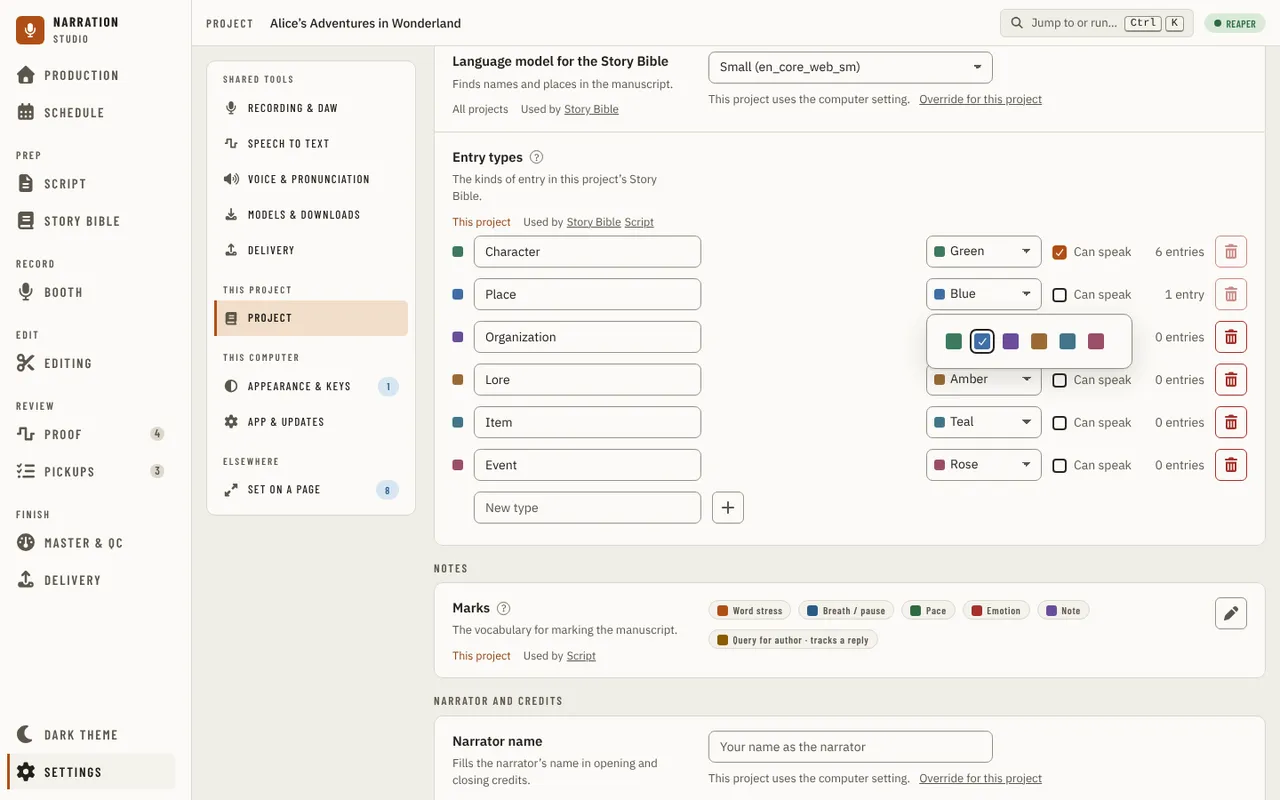 NARRATION
STUDIO
PRODUCTION
SCHEDULE
PREP
SCRIPT
STORY BIBLE
RECORD
BOOTH
EDIT
EDITING
REVIEW
PROOF 4
PICKUPS 3
FINISH
MASTER & QC
DELIVERY
DARK THEME
SETTINGS
PROJECT Alice's Adventures in Wonderland
Jump to or run... Ctrl K
REAPER
SHARED TOOLS
RECORDING & DAW
SPEECH TO TEXT
VOICE & PRONUNCIATION
MODELS & DOWNLOADS
DELIVERY
THIS PROJECT
PROJECT
THIS COMPUTER
APPEARANCE & KEYS 1
APP & UPDATES
ELSEWHERE
SET ON A PAGE 8
Language model for the Story Bible
Finds names and places in the manuscript.
All projects Used by Story Bible
Small (en_core_web_sm)
This project uses the computer setting. Override for this project
Entry types ?
The kinds of entry in this project's Story
Bible.
This project Used by Story Bible Script
Character Green Can speak 6 entries
Place Blue Can speak 1 entry
Organization 0 entries
Lore Amber Can speak 0 entries
Item Teal Can speak 0 entries
Event Rose Can speak 0 entries
New type
NOTES
Marks ?
The vocabulary for marking the manuscript.
This project Used by Script
Word stress Breath / pause Pace Emotion Note
Query for author · tracks a reply
NARRATOR AND CREDITS
Narrator name
Fills the narrator's name in opening and
closing credits.
Your name as the narrator
This project uses the computer setting. Override for this project